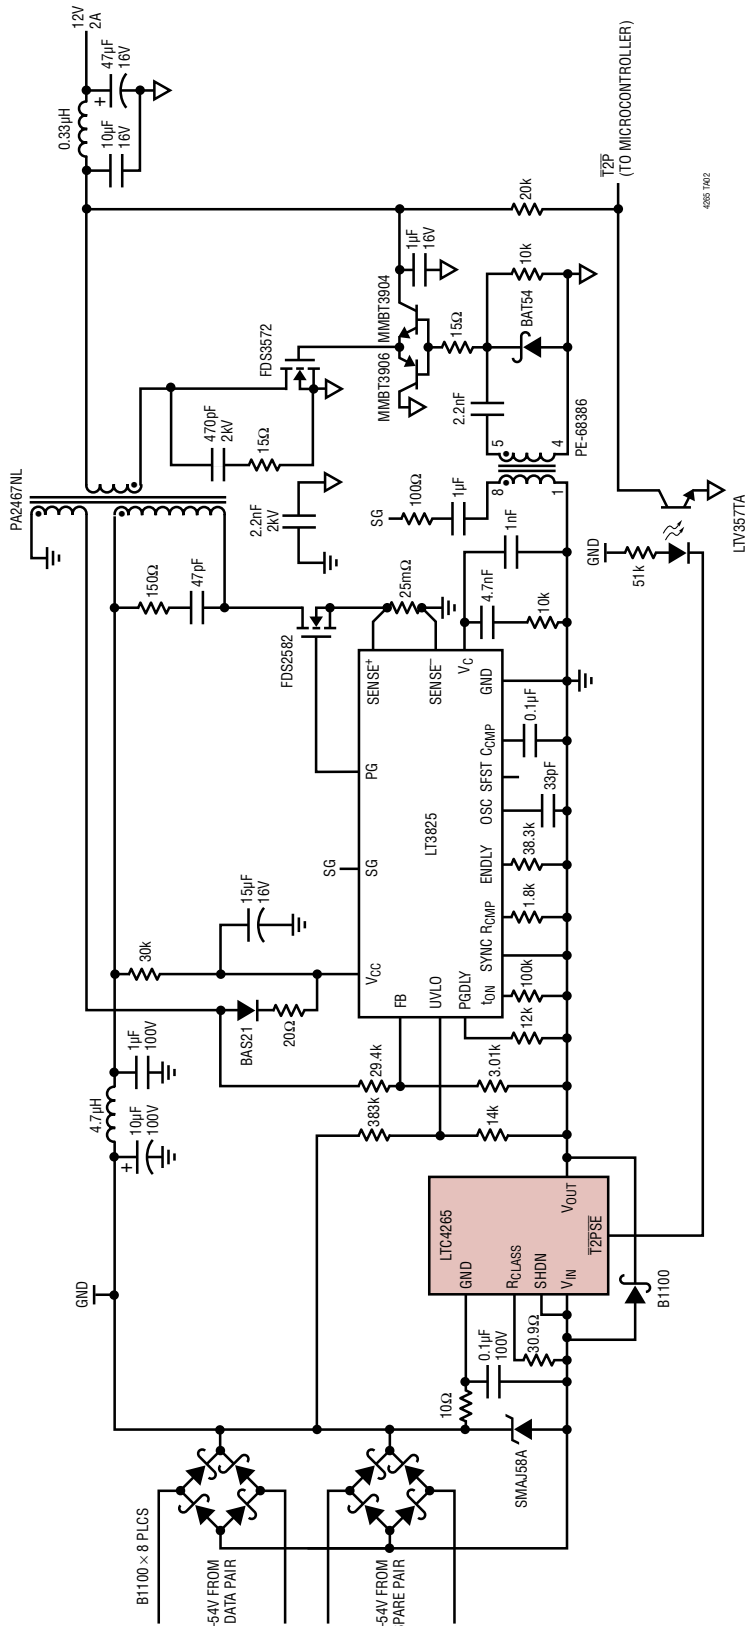 B1100 × 8 PLCS
-54V FROM
DATA PAIR
-54V FROM
SPARE PAIR
GND
SMAJ58A
10Ω
0.1µF
100V
30.9Ω
LTC4265
GND
RCLASS
SHDN
VIN
VOUT
T2PSE
B1100
10µF
100V
+
4.7µH
1µF
100V
383k
14k
29.4k
3.01k
BAS21
20Ω
30k
15µF
16V
SG
PA2467NL
150Ω
47pF
FDS2582
25mΩ
LT3825
VCC
SG
PG
FB
UVLO
PGDLY
tON
SYNC
RCMP
ENDLY
OSC
SFST
CCMP
GND
VC
SENSE+
SENSE−
12k
100k
1.8k
38.3k
33pF
0.1µF
10k
4.7nF
1nF
2.2nF
2kV
470pF
2kV
15Ω
FDS3572
SG
100Ω
1µF
8
1
5
4
PE-68386
2.2nF
BAT54
10k
15Ω
MMBT3906
MMBT3904
1µF
16V
20k
10µF
16V
0.33µH
+
47µF
16V
12V
2A
GND
51k
LTV357TA
T2P
(TO MICROCONTROLLER)
4265 TA02